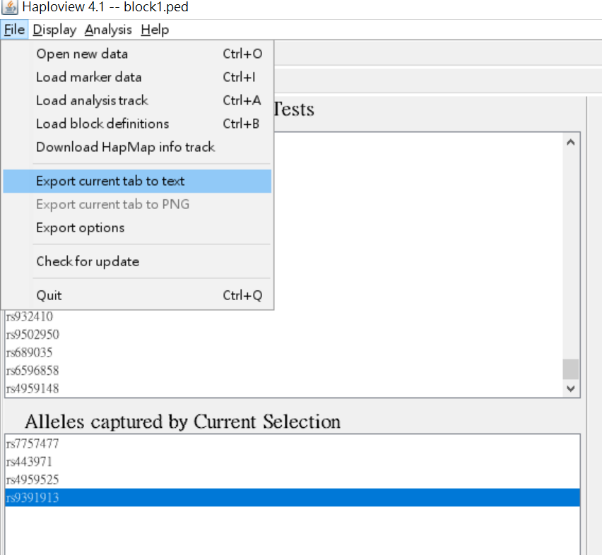 Haploview 4.1 -- block1.ped
File Display Analysis Help
Open new data Ctrl+O
Load marker data Ctrl+I
Load analysis track Ctrl+A
Load block definitions Ctrl+B
Download HapMap info track
Export current tab to text
Export current tab to PNG
Export options
Check for update
Quit Ctrl+Q
Tests
rs932410
rs9502950
rs689035
rs6596858
rs4959148
Alleles captured by Current Selection
rs7757477
rs443971
rs4959525
rs9391913